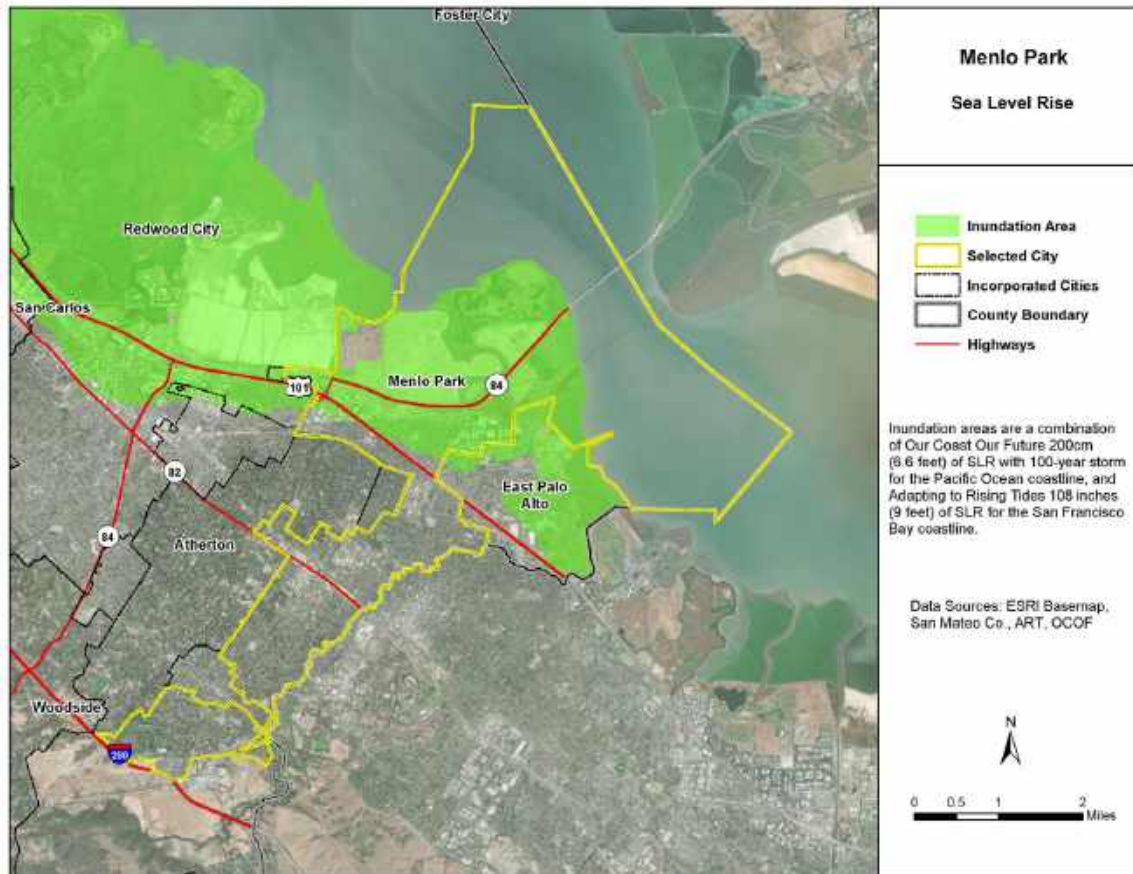 Foster City
Menlo Park
Sea Level Rise
Redwood City
Inundation Area
Selected City
Incorporated Cities
County Boundary
Highways
San Carlos
101
Menlo Park
84
82
East Palo
Alto
84
Atherton
Woodside
280
Inundation areas are a combination
of Our Coast Our Future 200cm
(6.6 feet) of SLR with 100-year storm
for the Pacific Ocean coastline, and
Adapting to Rising Tides 108 inches
(9 feet) of SLR for the San Francisco
Bay coastline.
Data Sources: ESRI Basemap,
San Mateo Co., ART, OCOF
N
0 0.5 1 2
Miles